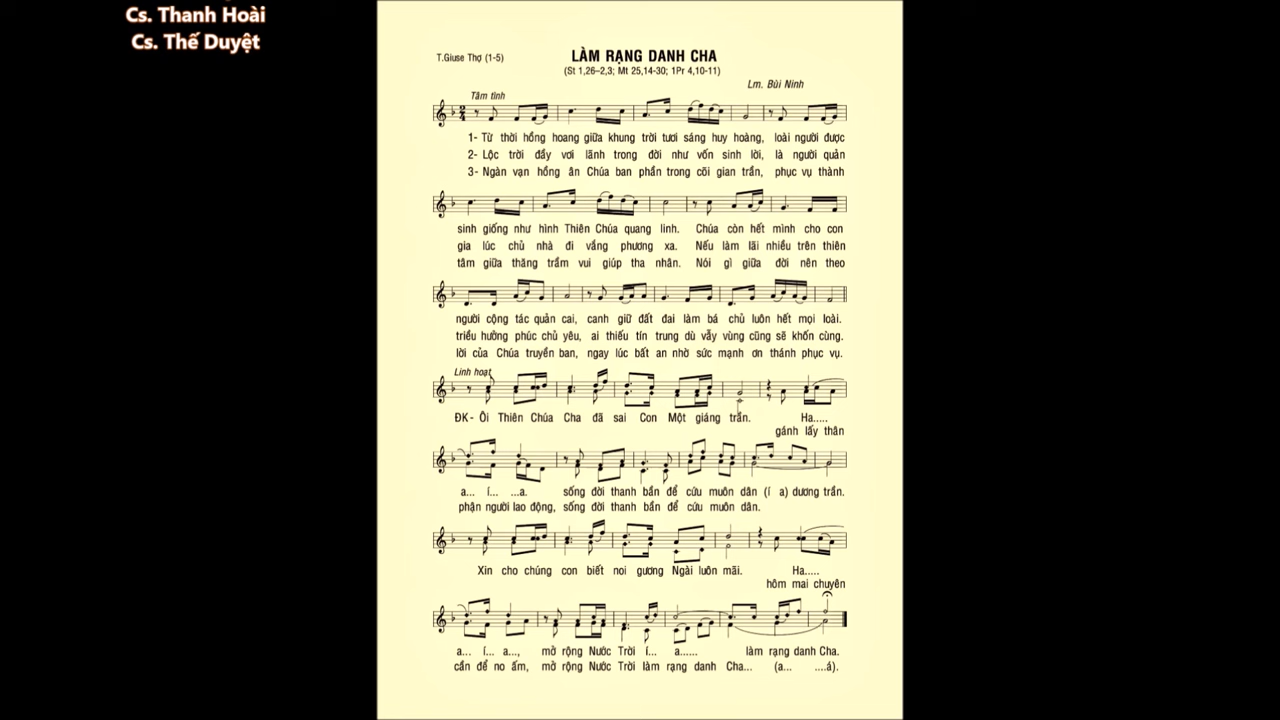 Cs. Thanh Hoài
Cs. Thế Duyệt
T.Giuse Thợ (1-5)
LÀM RẠNG DANH CHA
(St 1,26–2,3; Mt 25,14-30; 1Pr 4,10-11)
Lm. Bùi Ninh
Tâm tình
1- Từ thời hồng hoang giữa khung trời tươi sáng huy hoàng, loài người được
2- Lộc trời đầy vơi lãnh trong đời như vốn sinh lời, là người quản
3- Ngàn vạn hồng ân Chúa ban phần trong cõi gian trần, phục vụ thành
sinh giống như hình Thiên Chúa quang linh. Chúa còn hết mình cho con
gia lúc chủ nhà đi vắng phương xa. Nếu làm lãi nhiều trên thiên
tâm giữa thăng trầm vui giúp tha nhân. Nói gì giữa đời nên theo
người cộng tác quản cai, canh giữ đất đai làm bá chủ luôn hết mọi loài.
triều hưởng phúc chủ yêu, ai thiếu tín trung dù vẫy vùng cũng sẽ khốn cùng.
lời của Chúa truyền ban, ngay lúc bất an nhờ sức mạnh ơn thánh phục vụ.
Linh hoạt
ĐK- Ôi Thiên Chúa Cha đã sai Con Một giáng trần. Ha.....
gánh lấy thân
a... í... ...a. sống đời thanh bần để cứu muôn dân (í a) dương trần.
phận người lao động, sống đời thanh bần để cứu muôn dân.
Xin cho chúng con biết noi gương Ngài luôn mãi. Ha.....
hôm mai chuyên
a... í... a..., mở rộng Nước Trời í... a...... làm rạng danh Cha.
cần để no ấm, mở rộng Nước Trời làm rạng danh Cha... (a... ....á).